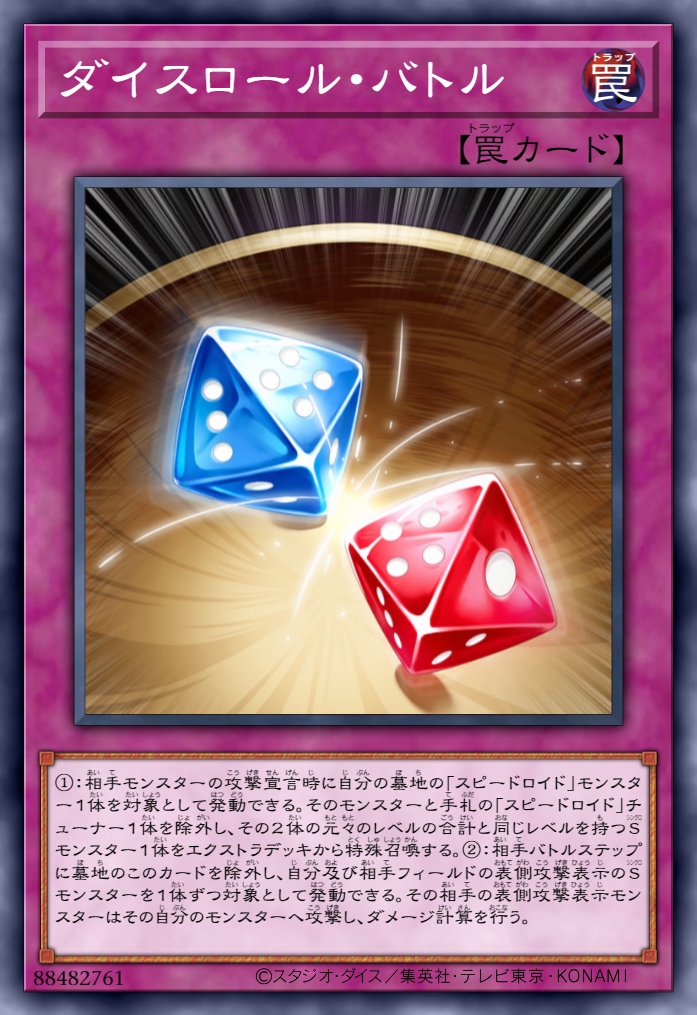 ダイスロール・バトル
トラップ
罠
トラップ
【罠カード】
①：相手モンスターの攻撃宣言時に自分の墓地の「スピードロイド」モンスタ
ー１体を対象として発動できる。そのモンスターと手札の「スピードロイド」チ
ューナー１体を除外し、その２体の元々のレベルの合計と同じレベルを持つＳ
モンスター１体をエクストラデッキから特殊召喚する。②：相手バトルステップ
に墓地のこのカードを除外し、自分及び相手フィールドの表側攻撃表示のＳ
モンスターを１体ずつ対象として発動できる。その相手の表側攻撃表示モン
スターはその自分のモンスターへ攻撃し、ダメージ計算を行う。
88482761
©スタジオ・ダイス／集英社・テレビ東京・KONAMI